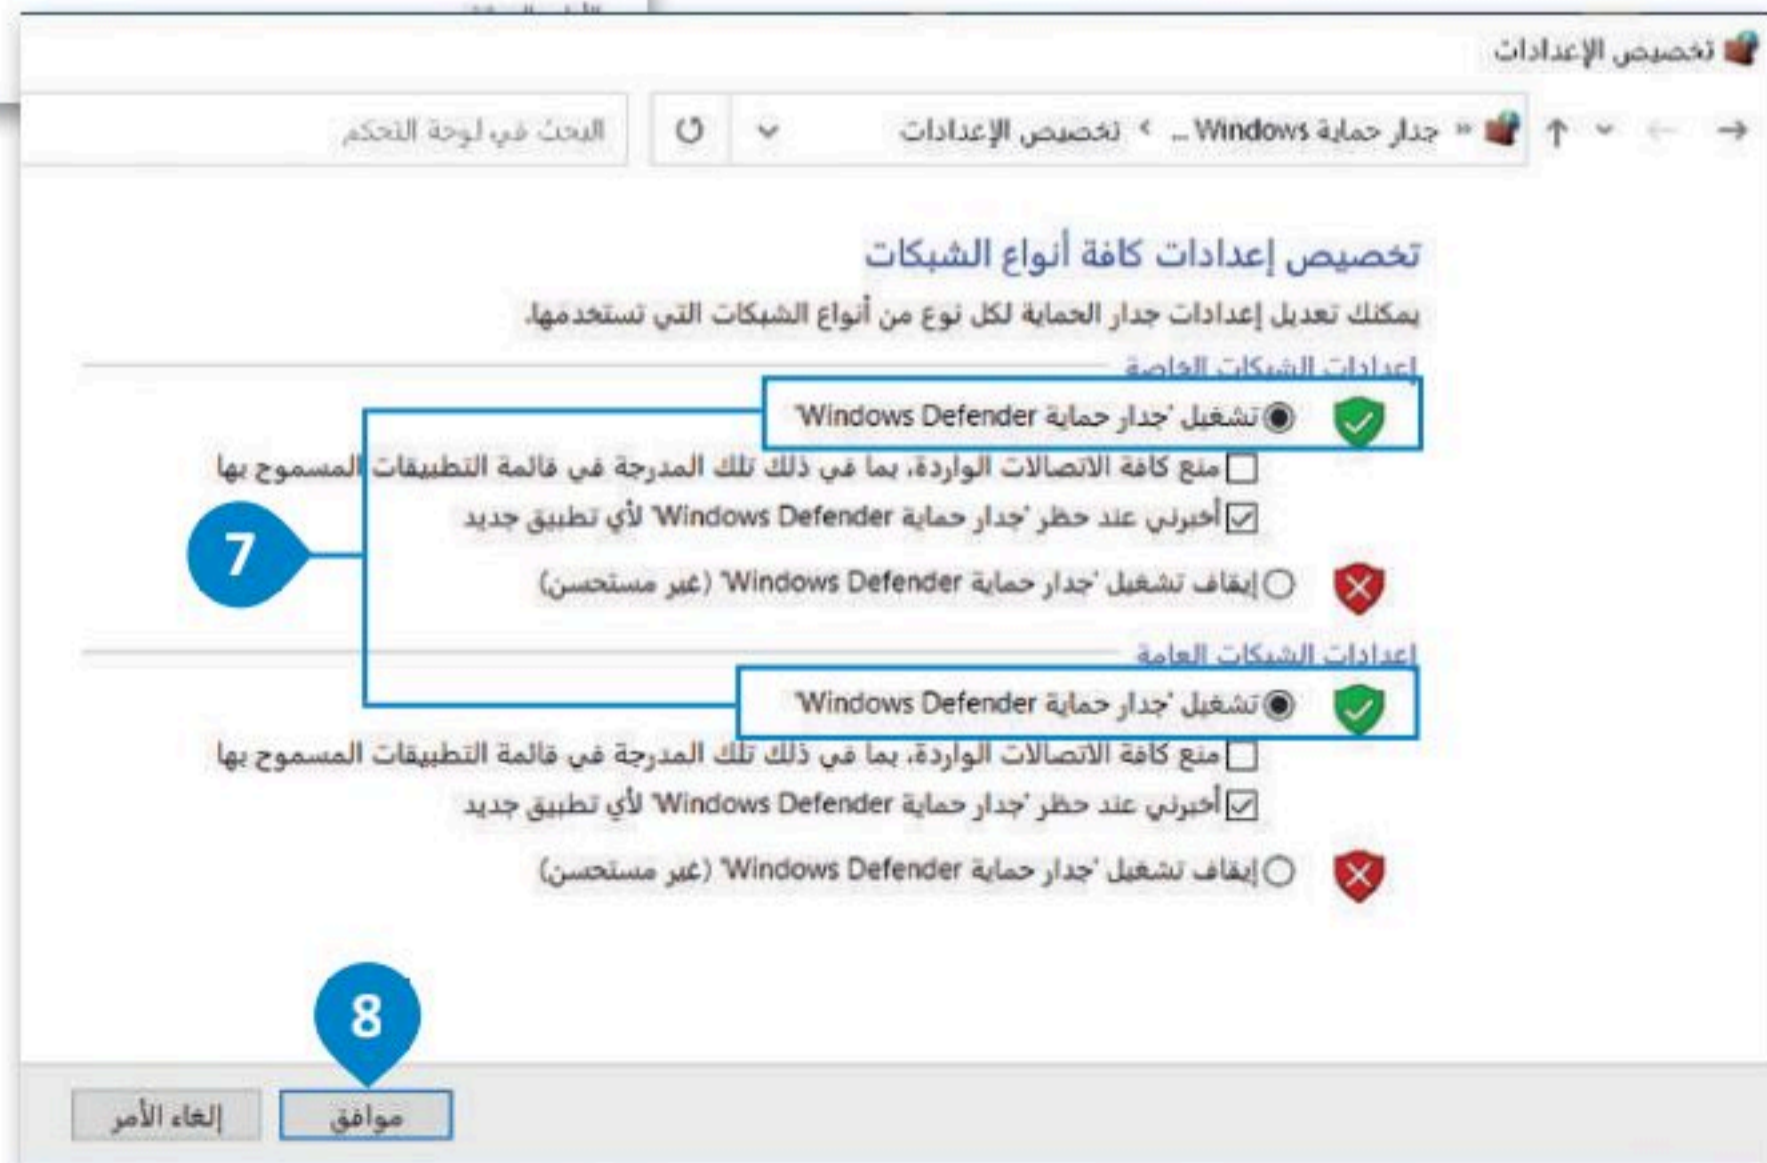 تخصيص الإعدادات
« جدار حماية Windows ... › تخصيص الإعدادات
البحث في لوحة التحكم
تخصيص إعدادات كافة أنواع الشبكات
يمكنك تعديل إعدادات جدار الحماية لكل نوع من أنواع الشبكات التي تستخدمها.
إعدادات الشبكات الخاصة
تشغيل 'جدار حماية Windows Defender'
منع كافة الاتصالات الواردة، بما في ذلك تلك المدرجة في قائمة التطبيقات المسموح بها
أخبرني عند حظر 'جدار حماية Windows Defender' لأي تطبيق جديد
7
إيقاف تشغيل 'جدار حماية Windows Defender' (غير مستحسن)
إعدادات الشبكات العامة
تشغيل 'جدار حماية Windows Defender'
منع كافة الاتصالات الواردة، بما في ذلك تلك المدرجة في قائمة التطبيقات المسموح بها
أخبرني عند حظر 'جدار حماية Windows Defender' لأي تطبيق جديد
إيقاف تشغيل 'جدار حماية Windows Defender' (غير مستحسن)
8
موافق
إلغاء الأمر